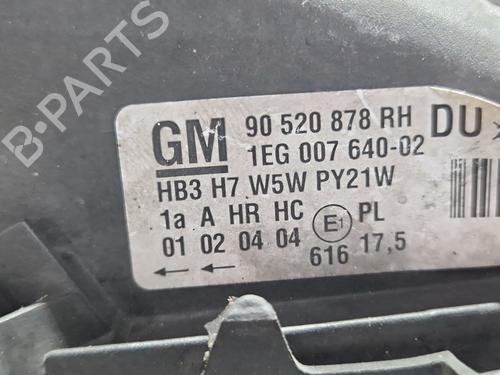 GM 90 520 878 RH DU
1EG 007 640-02
HB3 H7 W5W PY21W
1a A HR HC E1 PL
01 02 04 04 616 17,5
B-PARTS